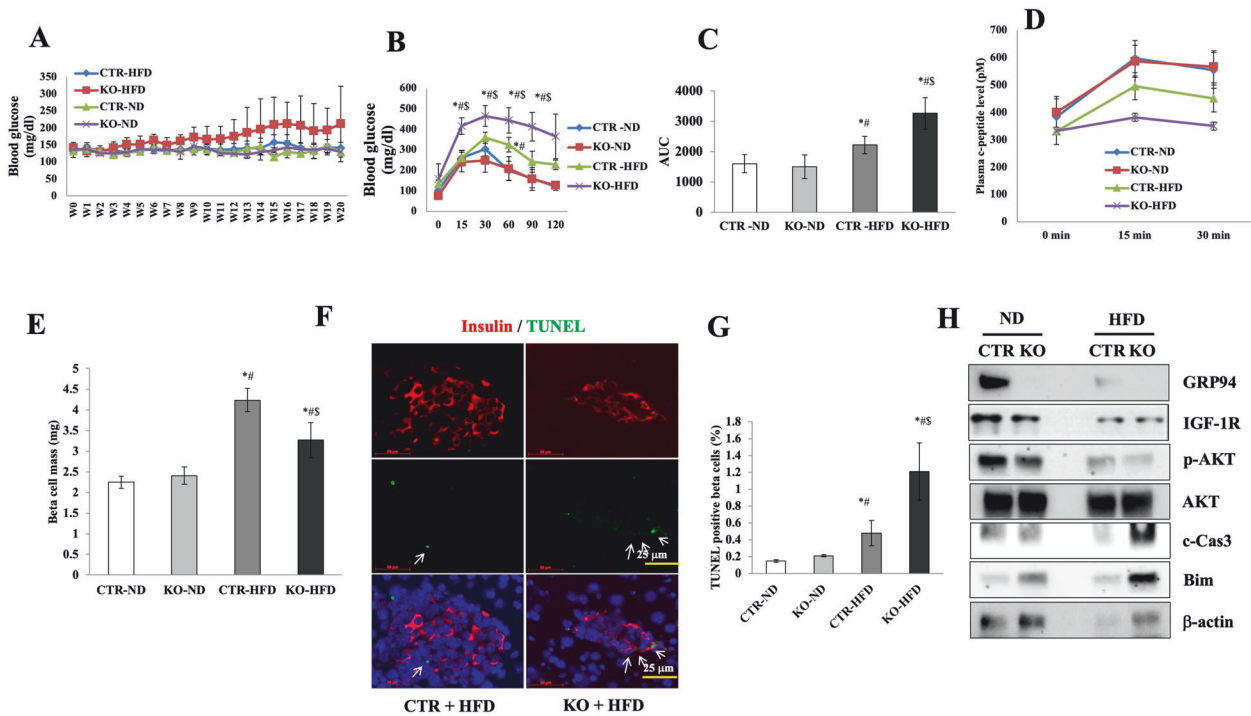 A
CTR-HFD
KO-HFD
CTR-ND
KO-ND
Blood glucose
(mg/dl)
350
300
250
200
150
100
50
0
W0 W1 W2 W3 W4 W5 W6 W7 W8 W9 W10 W11 W12 W13 W14 W15 W16 W17 W18 W19 W20
B
Blood glucose
(mg/dl)
600
500
400
300
200
100
0
*#$ *#$ *#$ *#$
*#
CTR -ND
KO-ND
CTR -HFD
KO-HFD
0 15 30 60 90 120
C
AUC
4000
3000
2000
1000
0
*#
*#$
CTR -ND KO-ND CTR -HFD KO-HFD
D
Plasma c-peptide level (pM)
700
600
500
400
300
200
100
0
CTR-ND
KO-ND
CTR-HFD
KO-HFD
0 min 15 min 30 min
E
Beta cell mass (mg)
5
4.5
4
3.5
3
2.5
2
1.5
1
0.5
0
*#
*#$
CTR-ND KO-ND CTR-HFD KO-HFD
F
Insulin / TUNEL
25 μm
25 μm
CTR + HFD KO + HFD
G
TUNEL positive beta cells (%)
1.8
1.6
1.4
1.2
1
0.8
0.6
0.4
0.2
0
*#
*#$
CTR-ND KO-ND CTR-HFD KO-HFD
H
ND HFD
CTR KO CTR KO
GRP94
IGF-1R
p-AKT
AKT
c-Cas3
Bim
β-actin